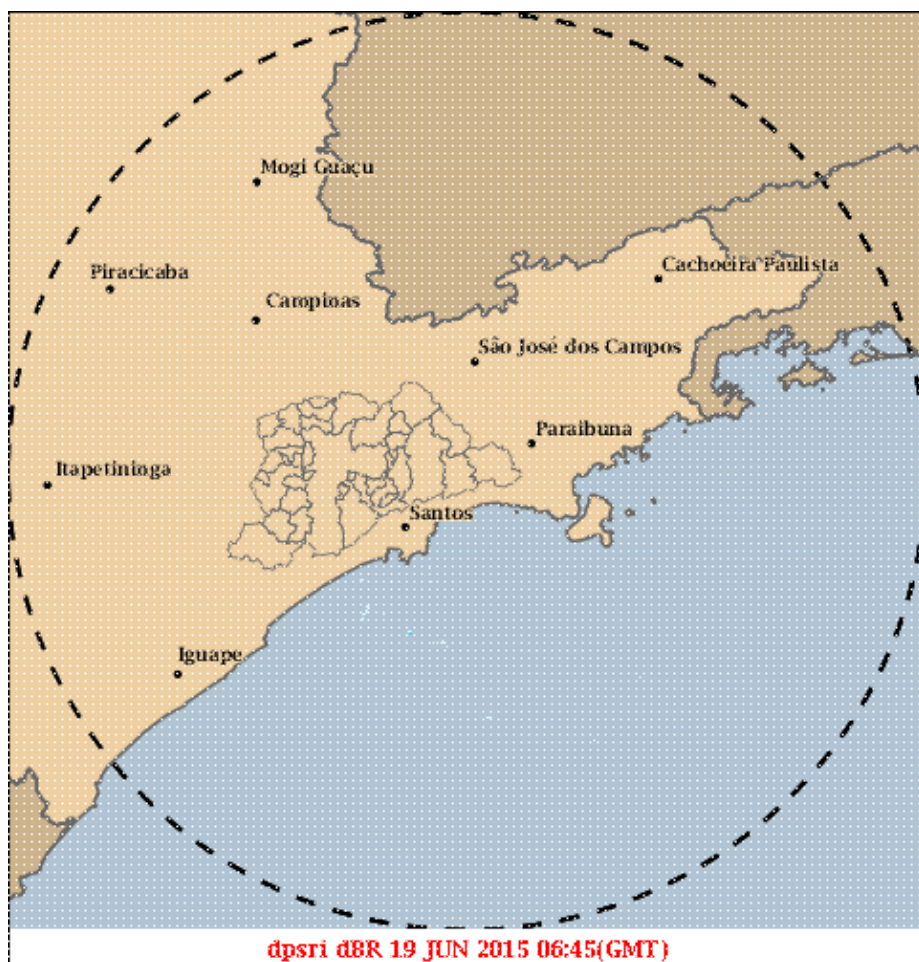 Mogi Guaçu
Piracicaba
Cachoeira Paulista
Campinas
São José dos Campos
Paraibuna
Itapetininga
Santos
Iguape
dpsri d8R 19 JUN 2015 06:45(GMT)